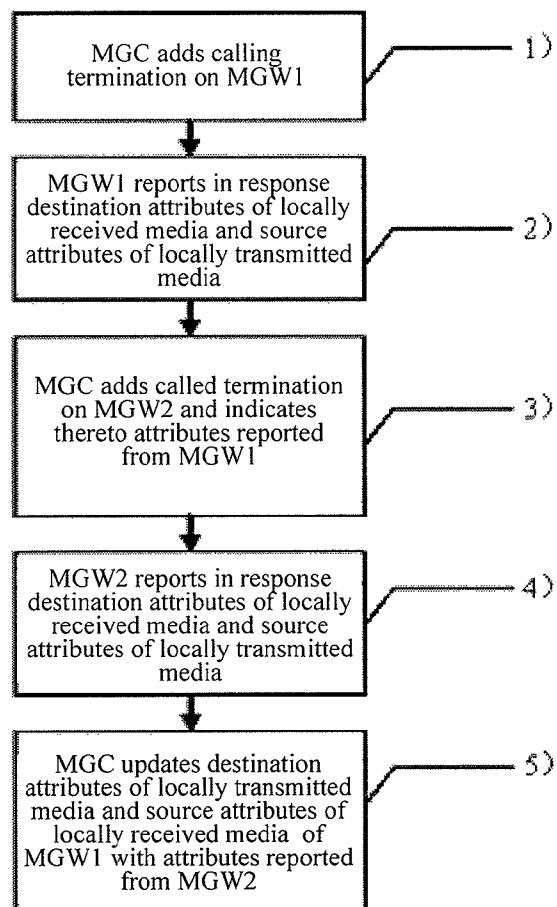 MGC adds calling
termination on MGW1
1)
MGW1 reports in response
destination attributes of locally
received media and source
attributes of locally transmitted
media
2)
MGC adds called termination
on MGW2 and indicates
thereto attributes reported
from MGW1
3)
MGW2 reports in response
destination attributes of locally
received media and source
attributes of locally transmitted
media
4)
MGC updates destination
attributes of locally transmitted
media and source attributes of
locally received media of
MGW1 with attributes reported
from MGW2
5)